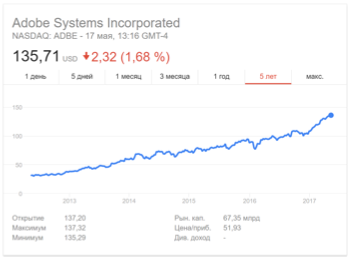 Adobe Systems Incorporated
NASDAQ: ADBE - 17 мая, 13:16 GMT-4
135,71 USD 2,32 (1,68 %)
1 день 5 дней 1 месяц 3 месяца 1 год 5 лет макс.
150
100
50
0
2013 2014 2015 2016 2017
Открытие 137,20 Рын. кап. 67,35 млрд
Максимум 137,32 Цена/приб. 51,93
Минимум 135,29 Див. доход -